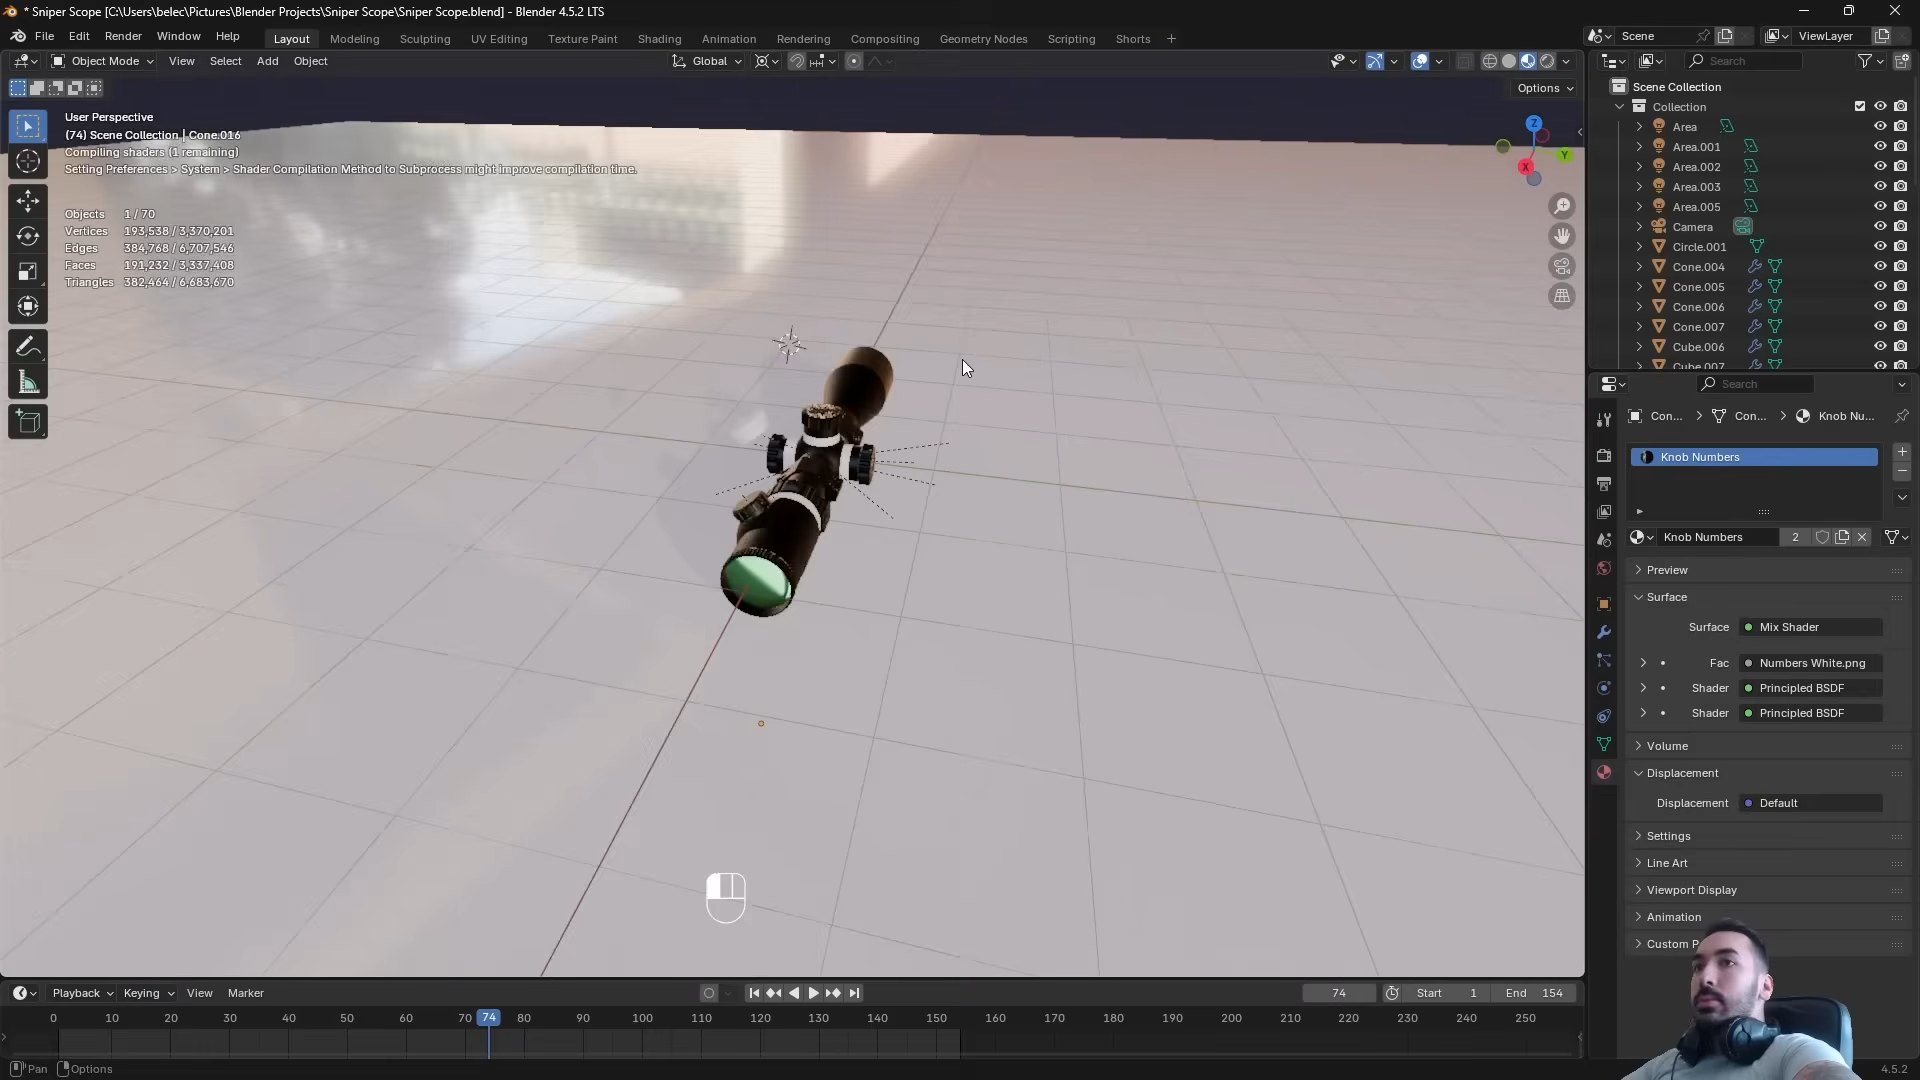 * Sniper Scope [C:\Users\belec\Pictures\Blender Projects\Sniper Scope\Sniper Scope.blend] - Blender 4.5.2 LTS
File Edit Render Window Help Layout Modeling Sculpting UV Editing Texture Paint Shading Animation Rendering Compositing Geometry Nodes Scripting Shorts + Scene ViewLayer
Object Mode View Select Add Object Global Search
Options
User Perspective
(74) Scene Collection | Cone.016
Compiling shaders (1 remaining)
Setting Preferences > System > Shader Compilation Method to Subprocess might improve compilation time.
Objects 1 / 70
Vertices 193,538 / 3,370,201
Edges 384,768 / 6,707,546
Faces 191,232 / 3,337,408
Triangles 382,464 / 6,683,670
Z
Y
X
Scene Collection
Collection
Area
Area.001
Area.002
Area.003
Area.005
Camera
Circle.001
Cone.004
Cone.005
Cone.006
Cone.007
Cube.006
Cube.007
Search
Con... Con... Knob Nu...
Knob Numbers
Knob Numbers 2
Preview
Surface
Surface Mix Shader
Fac Numbers White.png
Shader Principled BSDF
Shader Principled BSDF
Volume
Displacement
Displacement Default
Settings
Line Art
Viewport Display
Animation
Custom P
Playback Keying View Marker 74 Start 1 End 154
0 10 20 30 40 50 60 70 74 80 90 100 110 120 130 140 150 160 170 180 190 200 210 220 230 240 250
Pan Options 4.5.2